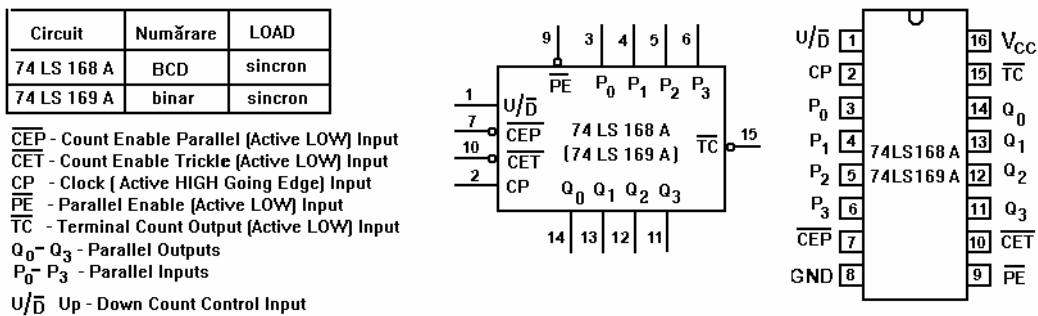 Circuit Numărare LOAD
74 LS 168 A BCD sincron
74 LS 169 A binar sincron
CEP - Count Enable Parallel (Active LOW) Input
CET - Count Enable Trickle (Active LOW) Input
CP - Clock ( Active HIGH Going Edge) Input
PE - Parallel Enable (Active LOW) Input
TC - Terminal Count Output (Active LOW) Input
Q0- Q3 - Parallel Outputs
P0- P3 - Parallel Inputs
U/D Up - Down Count Control Input
9 3 4 5 6
PE P0 P1 P2 P3
1 U/D
7 CEP 74 LS 168 A
10 CET (74 LS 169 A) TC 15
2 CP
Q0 Q1 Q2 Q3
14 13 12 11
U/D 1 16 VCC
CP 2 15 TC
P0 3 14 Q0
P1 4 13 Q1
74LS168 A
P2 5 12 Q2
74LS169 A
P3 6 11 Q3
CEP 7 10 CET
GND 8 9 PE